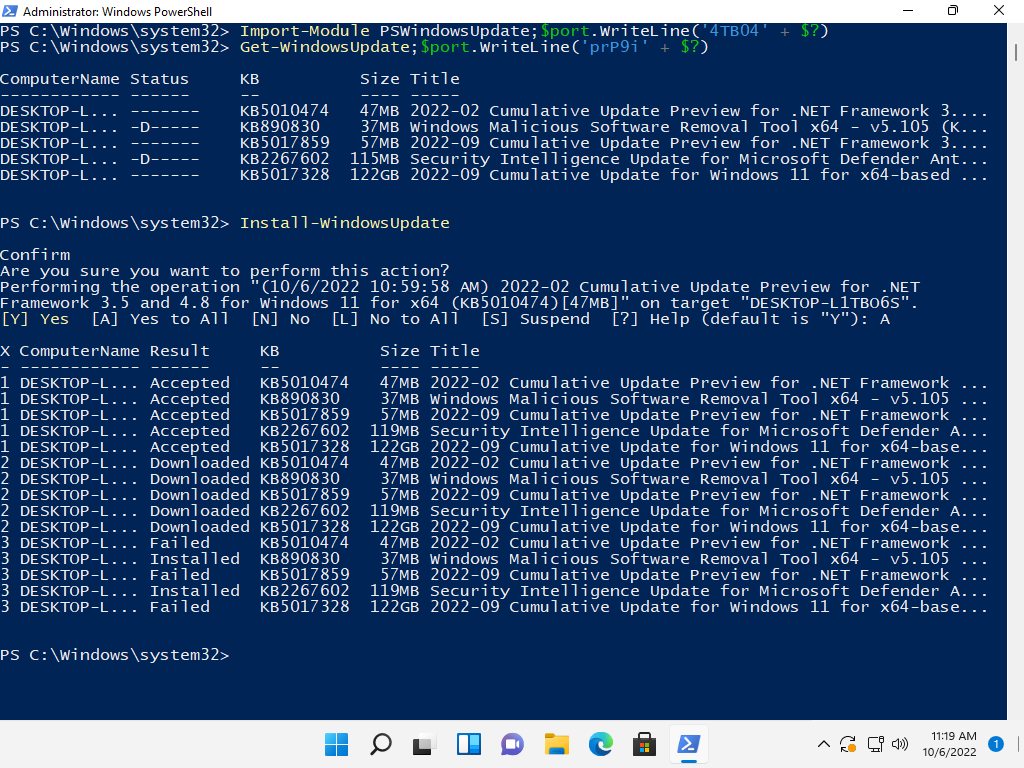 Administrator: Windows PowerShell
PS C:\Windows\system32> Import-Module PSWindowsUpdate;$port.WriteLine('4TB04' + $?)
PS C:\Windows\system32> Get-WindowsUpdate;$port.WriteLine('prP9i' + $?)
ComputerName Status     KB          Size Title
------------ ------     --          ---- -----
DESKTOP-L... -------    KB5010474   47MB 2022-02 Cumulative Update Preview for .NET Framework 3....
DESKTOP-L... -D-----    KB890830    37MB Windows Malicious Software Removal Tool x64 - v5.105 (K...
DESKTOP-L... -------    KB5017859   57MB 2022-09 Cumulative Update Preview for .NET Framework 3....
DESKTOP-L... -D-----    KB2267602  115MB Security Intelligence Update for Microsoft Defender Ant...
DESKTOP-L... -------    KB5017328  122GB 2022-09 Cumulative Update for Windows 11 for x64-based ...
PS C:\Windows\system32> Install-WindowsUpdate
Confirm
Are you sure you want to perform this action?
Performing the operation "(10/6/2022 10:59:58 AM) 2022-02 Cumulative Update Preview for .NET
Framework 3.5 and 4.8 for Windows 11 for x64 (KB5010474)[47MB]" on target "DESKTOP-L1TBO6S".
[Y] Yes  [A] Yes to All  [N] No  [L] No to All  [S] Suspend  [?] Help (default is "Y"): A
X ComputerName Result     KB          Size Title
- ------------ ------     --          ---- -----
1 DESKTOP-L... Accepted   KB5010474   47MB 2022-02 Cumulative Update Preview for .NET Framework ...
1 DESKTOP-L... Accepted   KB890830    37MB Windows Malicious Software Removal Tool x64 - v5.105 ...
1 DESKTOP-L... Accepted   KB5017859   57MB 2022-09 Cumulative Update Preview for .NET Framework ...
1 DESKTOP-L... Accepted   KB2267602  119MB Security Intelligence Update for Microsoft Defender A...
1 DESKTOP-L... Accepted   KB5017328  122GB 2022-09 Cumulative Update for Windows 11 for x64-base...
2 DESKTOP-L... Downloaded KB5010474   47MB 2022-02 Cumulative Update Preview for .NET Framework ...
2 DESKTOP-L... Downloaded KB890830    37MB Windows Malicious Software Removal Tool x64 - v5.105 ...
2 DESKTOP-L... Downloaded KB5017859   57MB 2022-09 Cumulative Update Preview for .NET Framework ...
2 DESKTOP-L... Downloaded KB2267602  119MB Security Intelligence Update for Microsoft Defender A...
2 DESKTOP-L... Downloaded KB5017328  122GB 2022-09 Cumulative Update for Windows 11 for x64-base...
3 DESKTOP-L... Failed     KB5010474   47MB 2022-02 Cumulative Update Preview for .NET Framework ...
3 DESKTOP-L... Installed  KB890830    37MB Windows Malicious Software Removal Tool x64 - v5.105 ...
3 DESKTOP-L... Failed     KB5017859   57MB 2022-09 Cumulative Update Preview for .NET Framework ...
3 DESKTOP-L... Installed  KB2267602  119MB Security Intelligence Update for Microsoft Defender A...
3 DESKTOP-L... Failed     KB5017328  122GB 2022-09 Cumulative Update for Windows 11 for x64-base...
PS C:\Windows\system32>
11:19 AM
10/6/2022
1